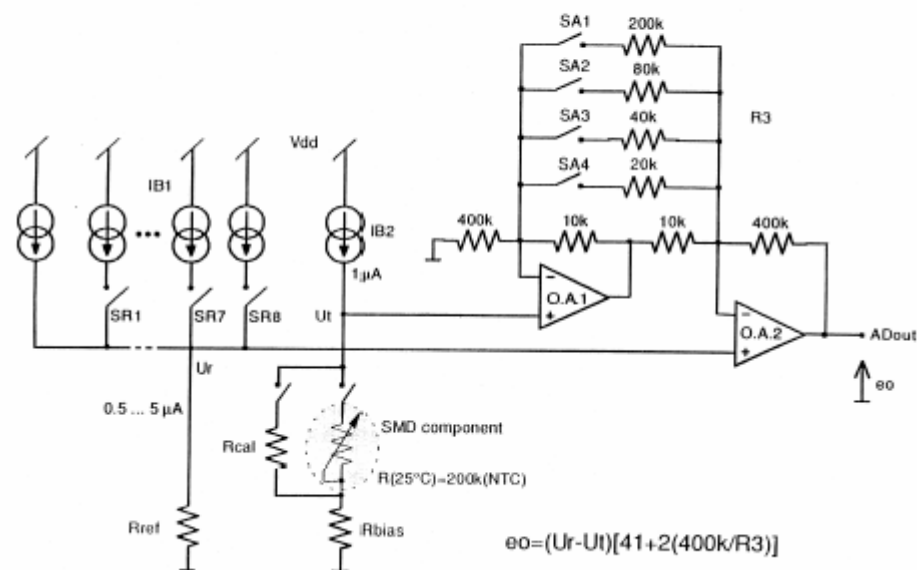 SA1
200k
SA2
80k
SA3
40k
R3
SA4
20k
Vdd
IB1
IB2
1µA
400k
10k
10k
400k
O.A.1
SR1
SR7
SR8
Ut
O.A.2
ADout
Ur
eo
0.5 ... 5 µA
SMD component
Rcal
R(25°C)=200k(NTC)
Rref
Rbias
eo=(Ur-Ut)[41+2(400k/R3)]